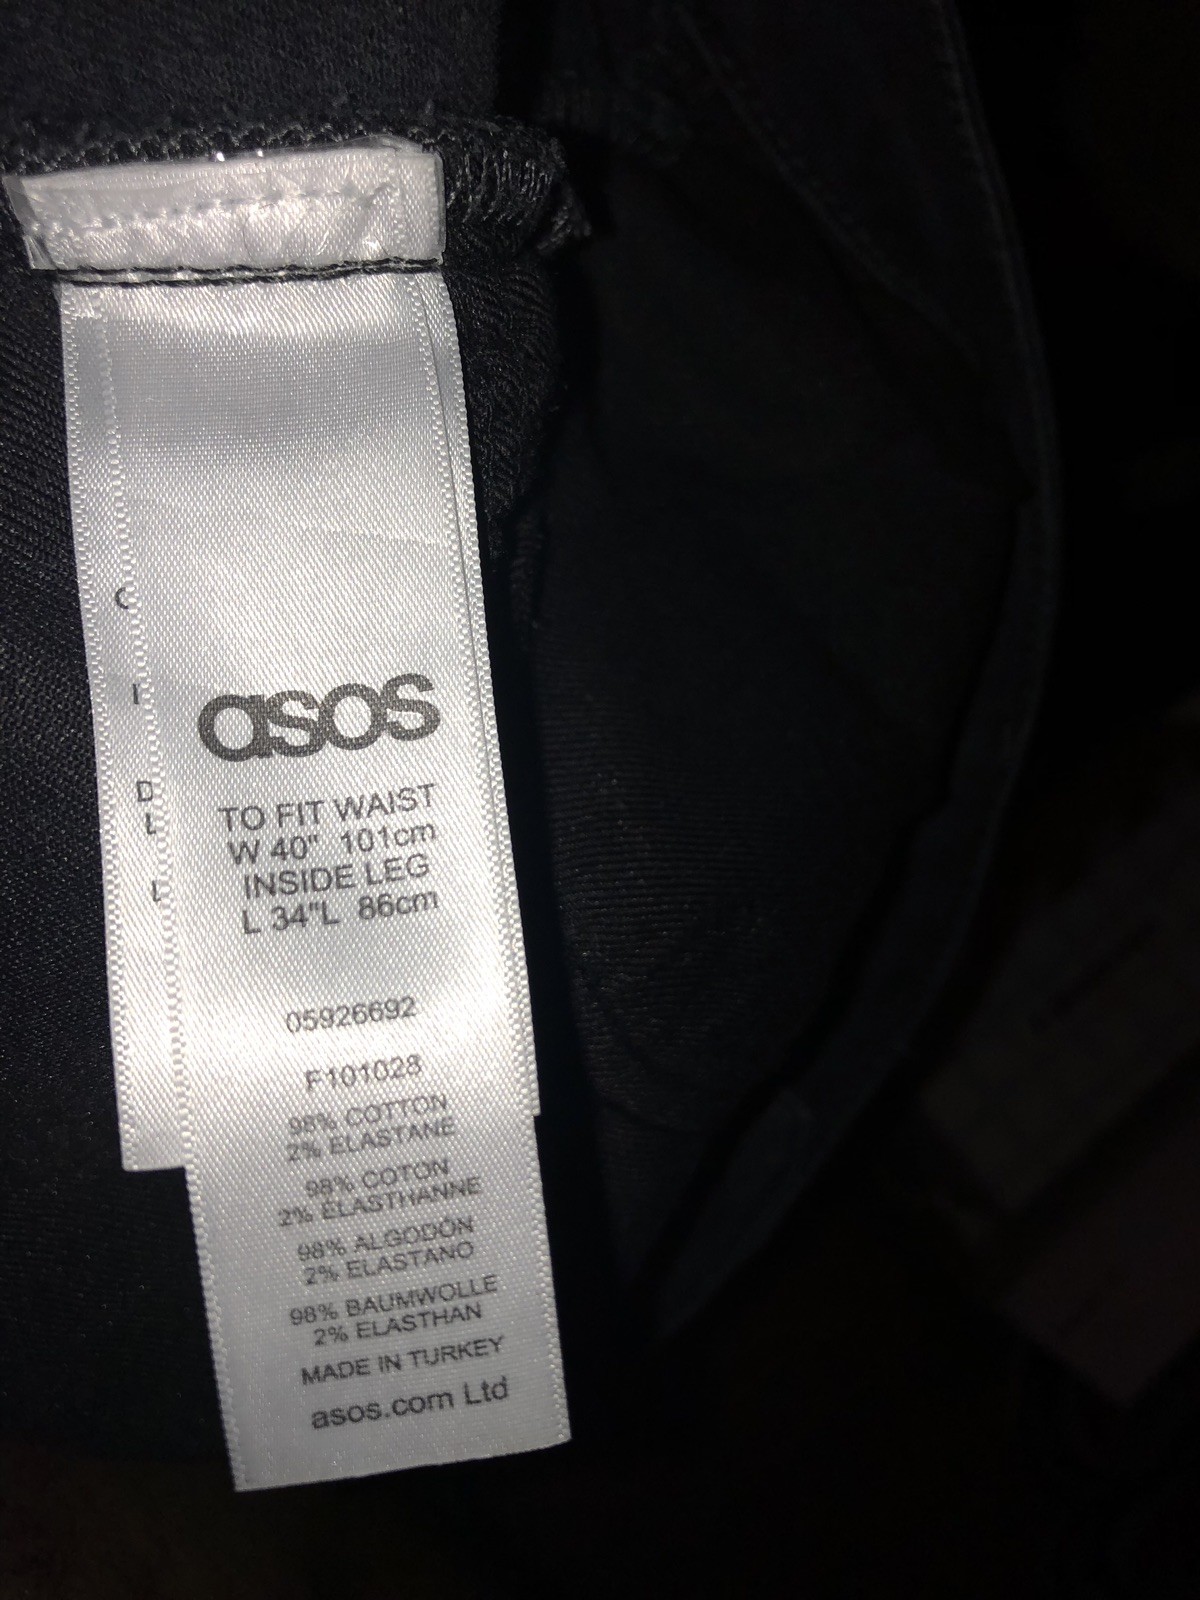 asos
TO FIT WAIST
W 40" 101cm
INSIDE LEG
L 34"L 86cm
05926692
F101028
98% COTTON
2% ELASTANE
98% COTON
2% ELASTHANNE
98% ALGODÓN
2% ELASTANO
98% BAUMWOLLE
2% ELASTHAN
MADE IN TURKEY
asos.com Ltd